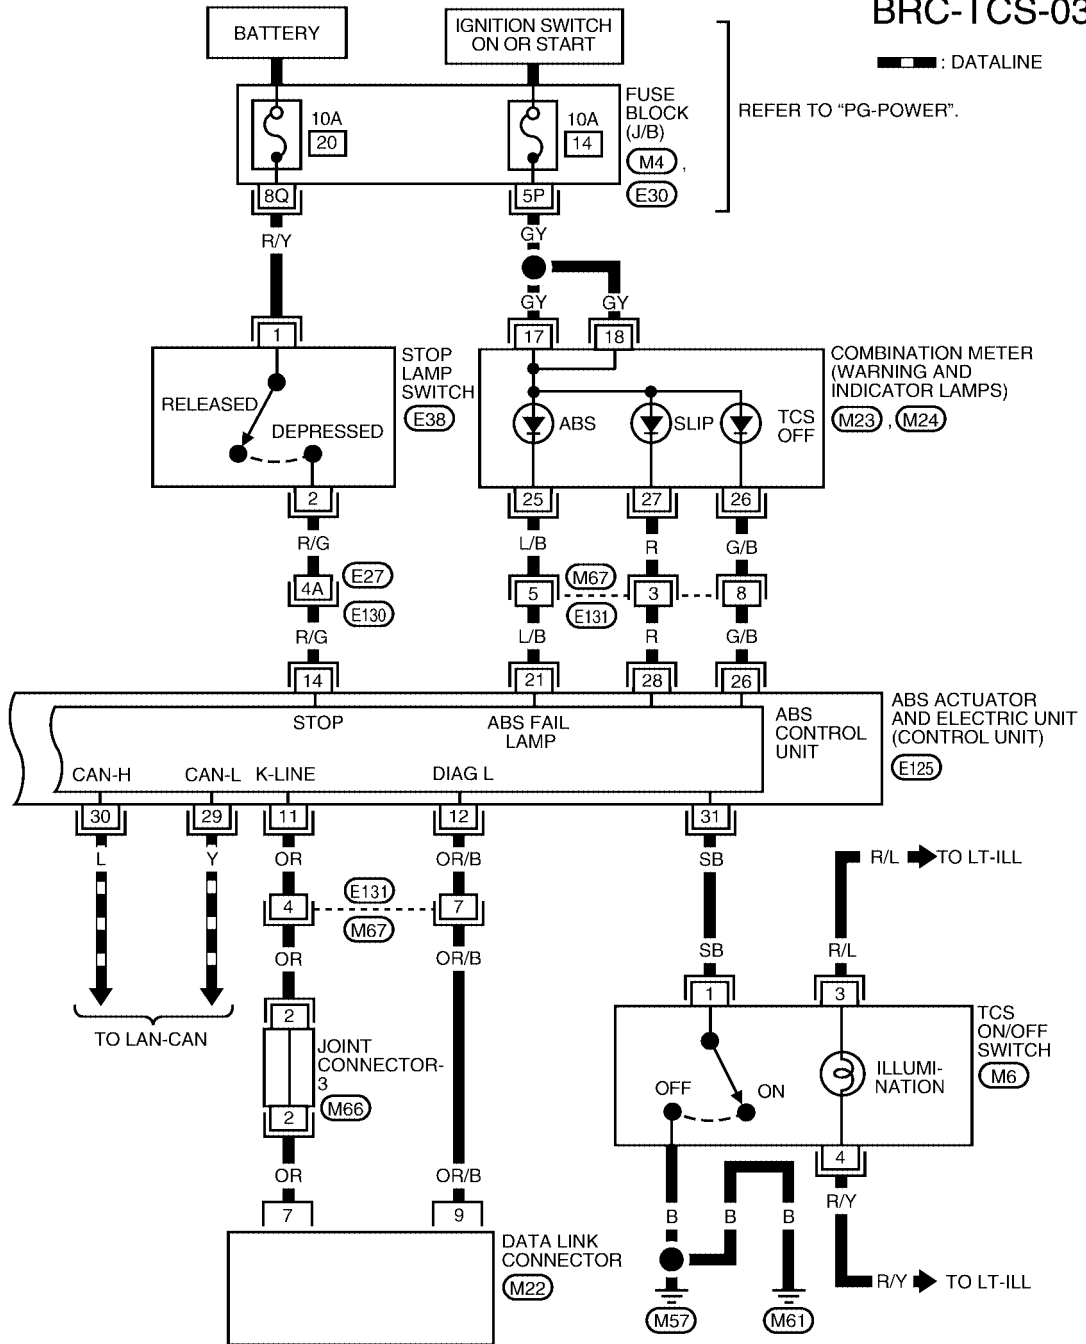 BRC-TCS-03
: DATALINE
BATTERY
IGNITION SWITCH
ON OR START
REFER TO “PG-POWER”.
10A
20
10A
14
FUSE
BLOCK
(J/B)
M4 ,
E30
8Q
5P
R/Y
GY
GY
GY
1
17
18
STOP
LAMP
SWITCH
E38
RELEASED
DEPRESSED
ABS
SLIP
TCS
OFF
COMBINATION METER
(WARNING AND
INDICATOR LAMPS)
M23 , M24
2
25
27
26
R/G
L/B
R
G/B
4A
E27
E130
5
M67
E131
3
8
R/G
L/B
R
G/B
14
21
28
26
STOP
ABS FAIL
LAMP
ABS
CONTROL
UNIT
ABS ACTUATOR
AND ELECTRIC UNIT
(CONTROL UNIT)
E125
CAN-H
CAN-L
K-LINE
DIAG L
30
29
11
12
31
L
Y
OR
OR/B
SB
R/L
TO LT-ILL
4
E131
M67
7
OR
OR/B
SB
R/L
TO LAN-CAN
2
JOINT
CONNECTOR-
3
M66
2
1
3
TCS
ON/OFF
SWITCH
M6
OFF
ON
ILLUMI-
NATION
4
OR
OR/B
R/Y
B
B
B
7
9
DATA LINK
CONNECTOR
M22
R/Y
TO LT-ILL
M57
M61